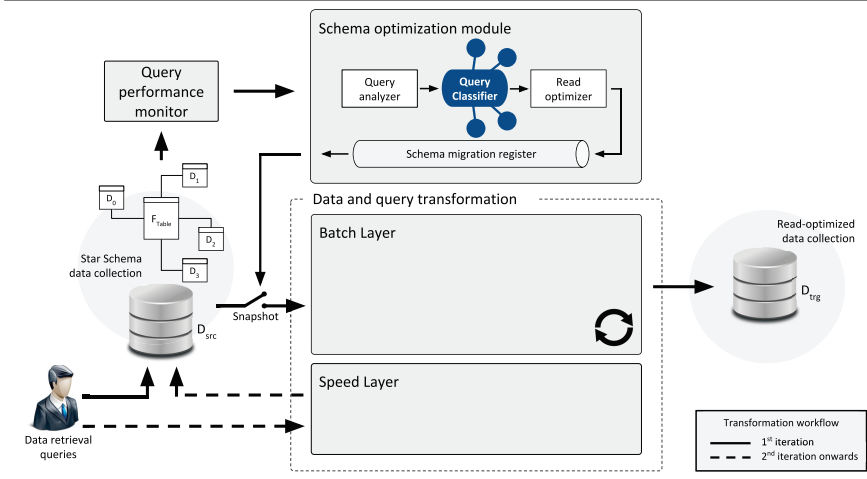 Schema optimization module
Query
performance
monitor
Query
analyzer
Query
Classifier
Read
optimizer
Schema migration register
D1
D0
FTable
D2
D3
Star Schema
data collection
Dsrc
Snapshot
Data and query transformation
Batch Layer
Speed Layer
Read-optimized
data collection
Dtrg
Data retrieval
queries
Transformation workflow
1st iteration
2nd iteration onwards